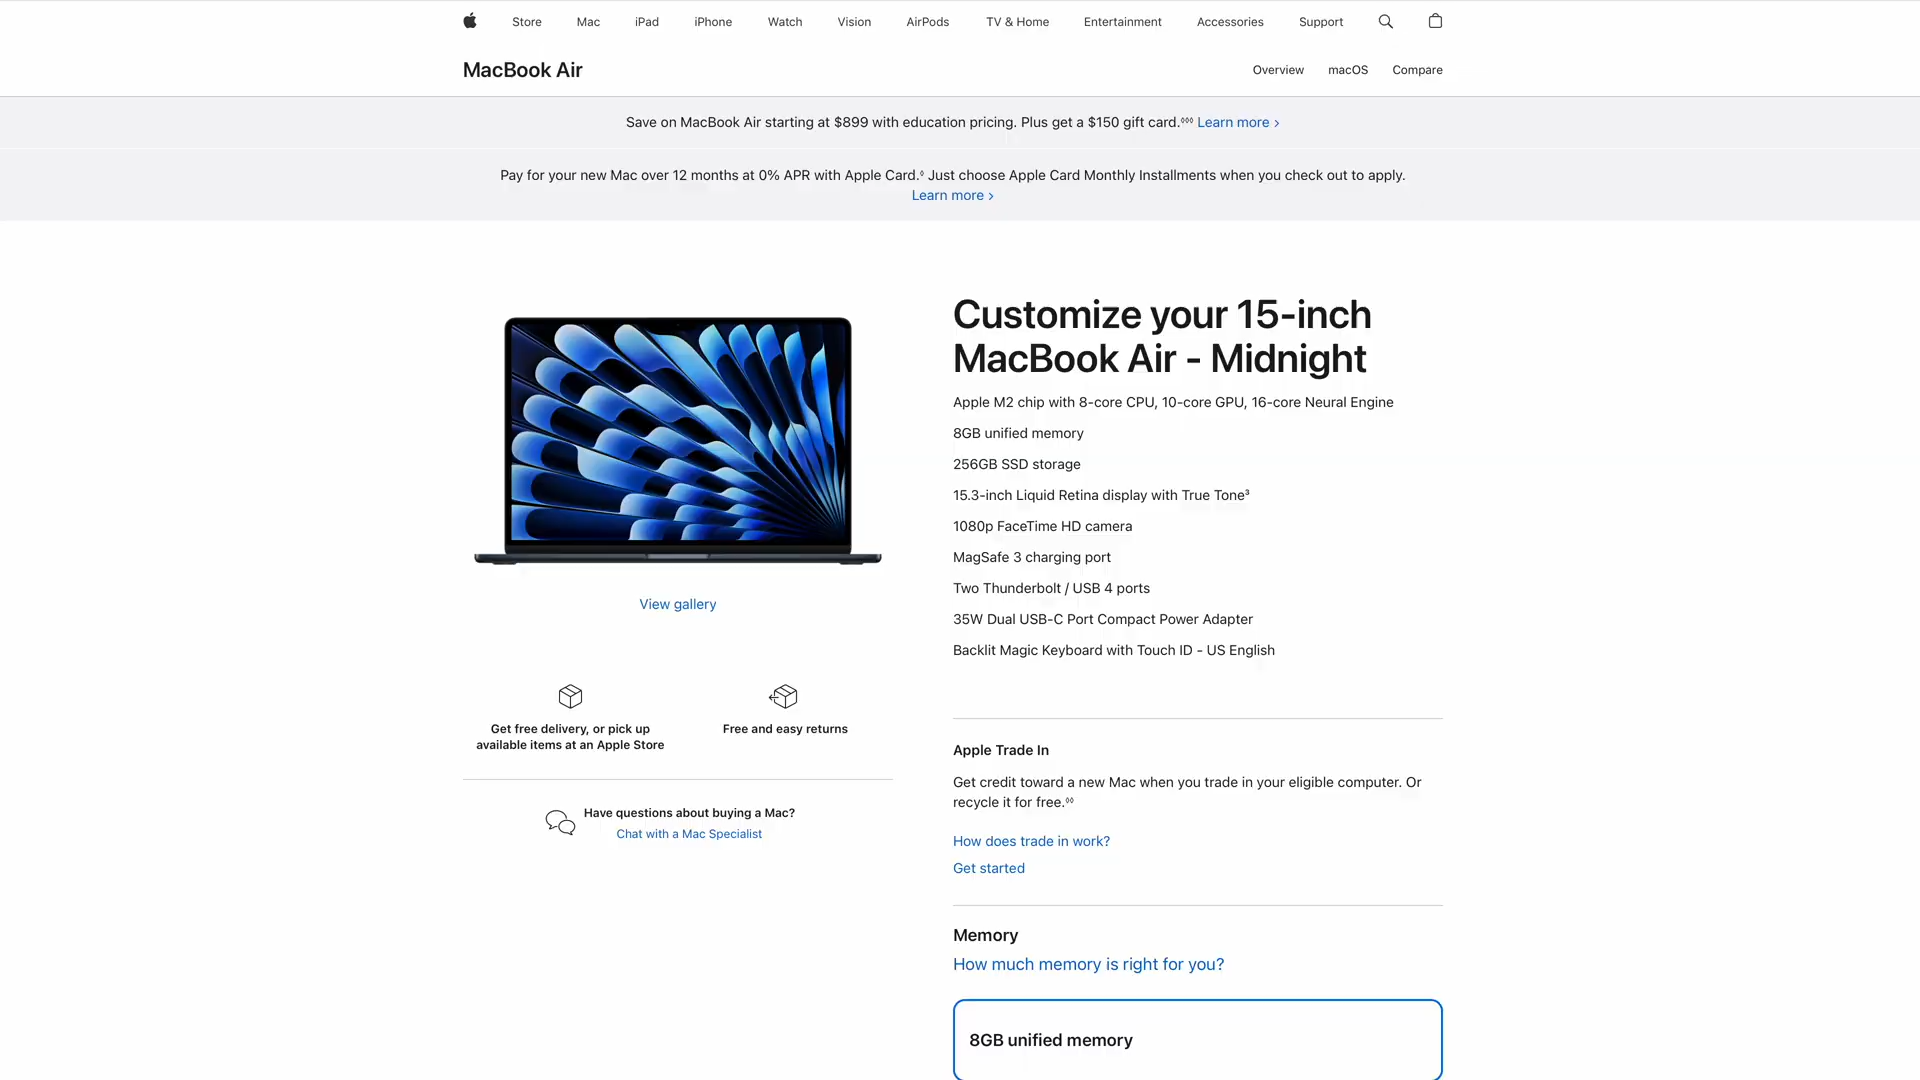 Store Mac iPad iPhone Watch Vision AirPods TV & Home Entertainment Accessories Support
MacBook Air
Overview macOS Compare
Save on MacBook Air starting at $899 with education pricing. Plus get a $150 gift card.◊◊◊ Learn more >
Pay for your new Mac over 12 months at 0% APR with Apple Card.◊ Just choose Apple Card Monthly Installments when you check out to apply.
Learn more >
View gallery
Get free delivery, or pick up
available items at an Apple Store
Free and easy returns
Have questions about buying a Mac?
Chat with a Mac Specialist
Customize your 15-inch
MacBook Air - Midnight
Apple M2 chip with 8-core CPU, 10-core GPU, 16-core Neural Engine
8GB unified memory
256GB SSD storage
15.3-inch Liquid Retina display with True Tone³
1080p FaceTime HD camera
MagSafe 3 charging port
Two Thunderbolt / USB 4 ports
35W Dual USB-C Port Compact Power Adapter
Backlit Magic Keyboard with Touch ID - US English
Apple Trade In
Get credit toward a new Mac when you trade in your eligible computer. Or
recycle it for free.◊◊
How does trade in work?
Get started
Memory
How much memory is right for you?
8GB unified memory